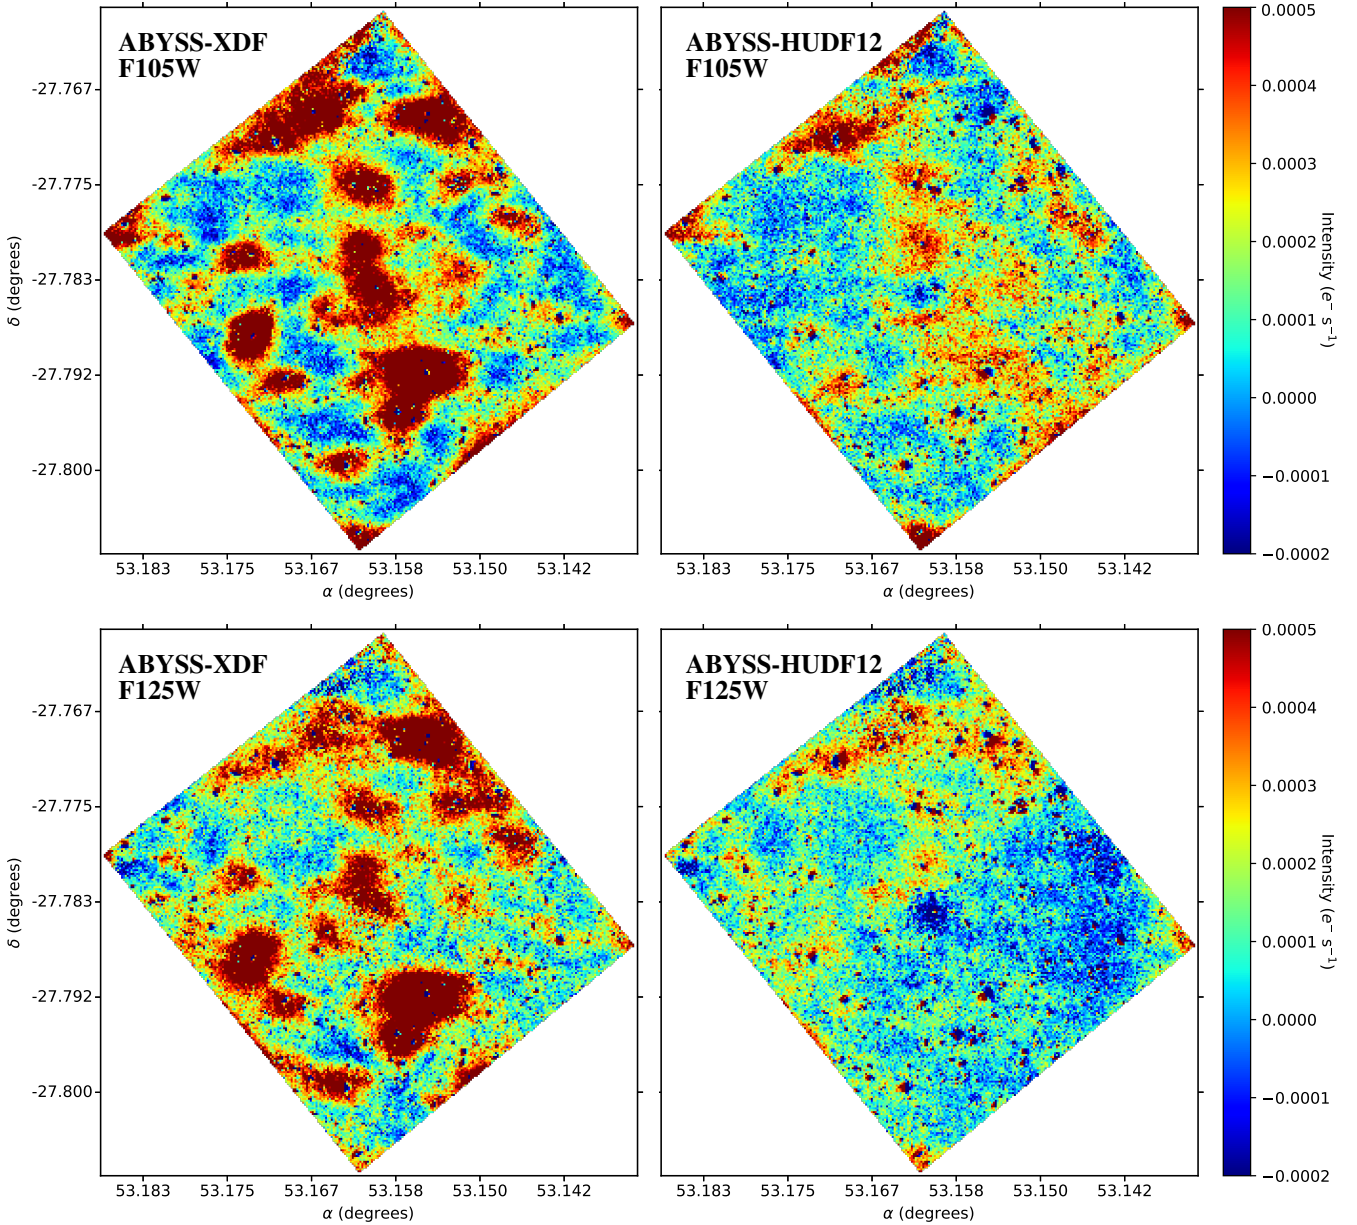 ABYSS-XDF
F105W
ABYSS-HUDF12
F105W
-27.767
-27.775
-27.783
-27.792
-27.800
δ (degrees)
53.183 53.175 53.167 53.158 53.150 53.142
α (degrees)
53.183 53.175 53.167 53.158 53.150 53.142
α (degrees)
0.0005
0.0004
0.0003
0.0002
0.0001
0.0000
−0.0001
−0.0002
Intensity (e⁻ s⁻¹)
ABYSS-XDF
F125W
ABYSS-HUDF12
F125W
-27.767
-27.775
-27.783
-27.792
-27.800
δ (degrees)
53.183 53.175 53.167 53.158 53.150 53.142
α (degrees)
53.183 53.175 53.167 53.158 53.150 53.142
α (degrees)
0.0005
0.0004
0.0003
0.0002
0.0001
0.0000
−0.0001
−0.0002
Intensity (e⁻ s⁻¹)